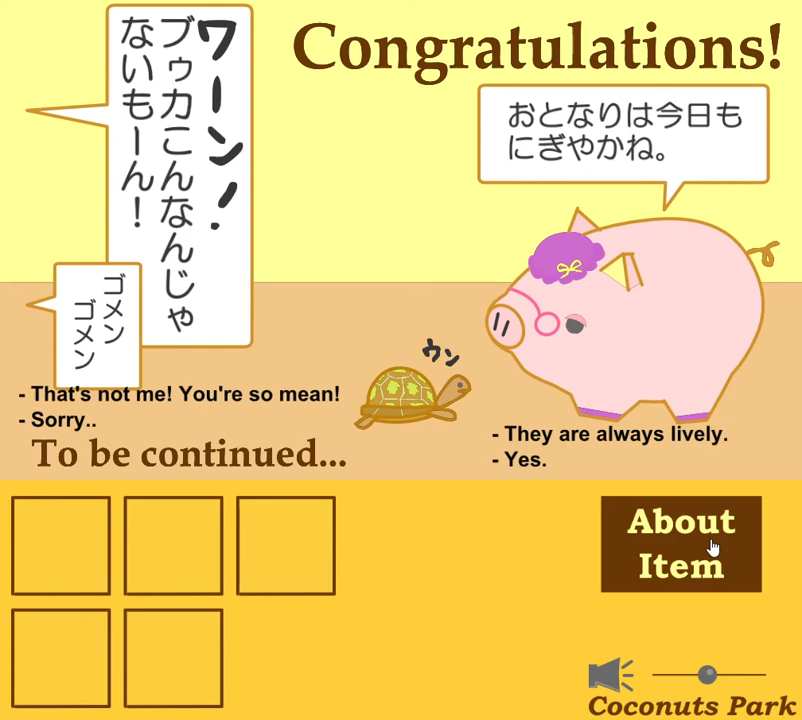 Congratulations!
ワーン!
ブゥカこんなんじゃ
ないもーん!
ゴメン
ゴメン
おとなりは今日も
にぎやかね。
ウン
- That's not me! You're so mean!
- Sorry..
- They are always lively.
- Yes.
To be continued...
About
Item
Coconuts Park